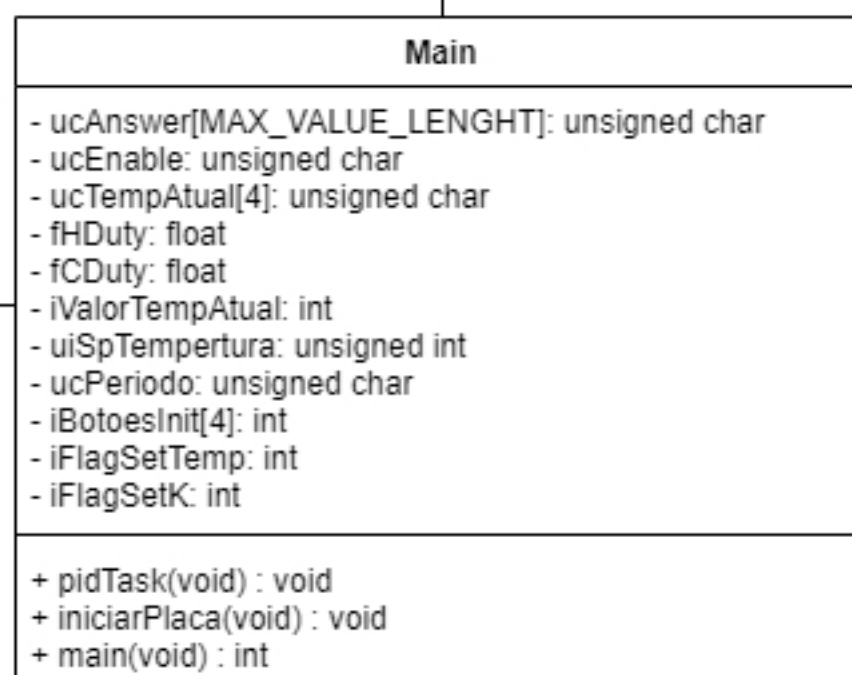 Main
- ucAnswer[MAX_VALUE_LENGHT]: unsigned char
- ucEnable: unsigned char
- ucTempAtual[4]: unsigned char
- fHDuty: float
- fCDuty: float
- iValorTempAtual: int
- uiSpTempertura: unsigned int
- ucPeriodo: unsigned char
- iBotoesInit[4]: int
- iFlagSetTemp: int
- iFlagSetK: int
+ pidTask(void) : void
+ iniciarPlaca(void) : void
+ main(void) : int